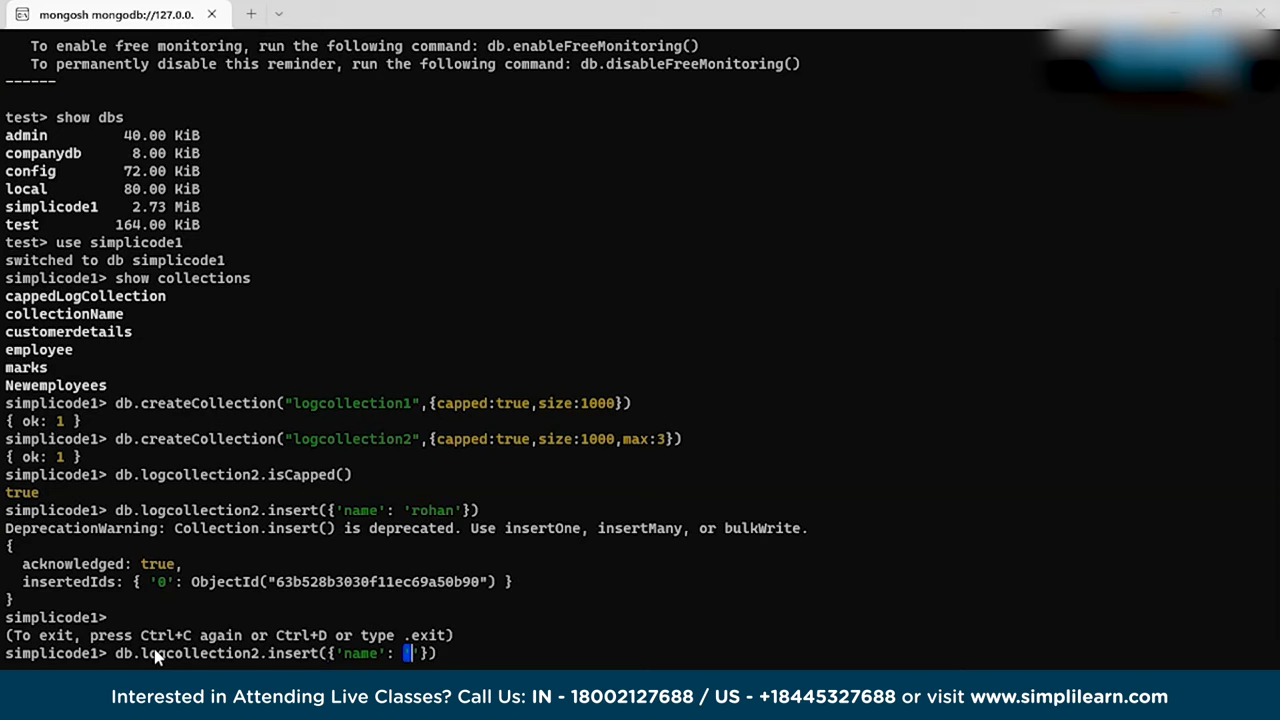 mongosh mongodb://127.0.0.
To enable free monitoring, run the following command: db.enableFreeMonitoring()
To permanently disable this reminder, run the following command: db.disableFreeMonitoring()
------
test> show dbs
admin 40.00 KiB
companydb 8.00 KiB
config 72.00 KiB
local 80.00 KiB
simplicode1 2.73 MiB
test 164.00 KiB
test> use simplicode1
switched to db simplicode1
simplicode1> show collections
cappedLogCollection
collectionName
customerdetails
employee
marks
Newemployees
simplicode1> db.createCollection("logcollection1",{capped:true,size:1000})
{ ok: 1 }
simplicode1> db.createCollection("logcollection2",{capped:true,size:1000,max:3})
{ ok: 1 }
simplicode1> db.logcollection2.isCapped()
true
simplicode1> db.logcollection2.insert({'name': 'rohan'})
DeprecationWarning: Collection.insert() is deprecated. Use insertOne, insertMany, or bulkWrite.
{
acknowledged: true,
insertedIds: { '0': ObjectId("63b528b3030f11ec69a50b90") }
}
simplicode1>
(To exit, press Ctrl+C again or Ctrl+D or type .exit)
simplicode1> db.logcollection2.insert({'name': ''})
Interested in Attending Live Classes? Call Us: IN - 18002127688 / US - +18445327688 or visit www.simplilearn.com